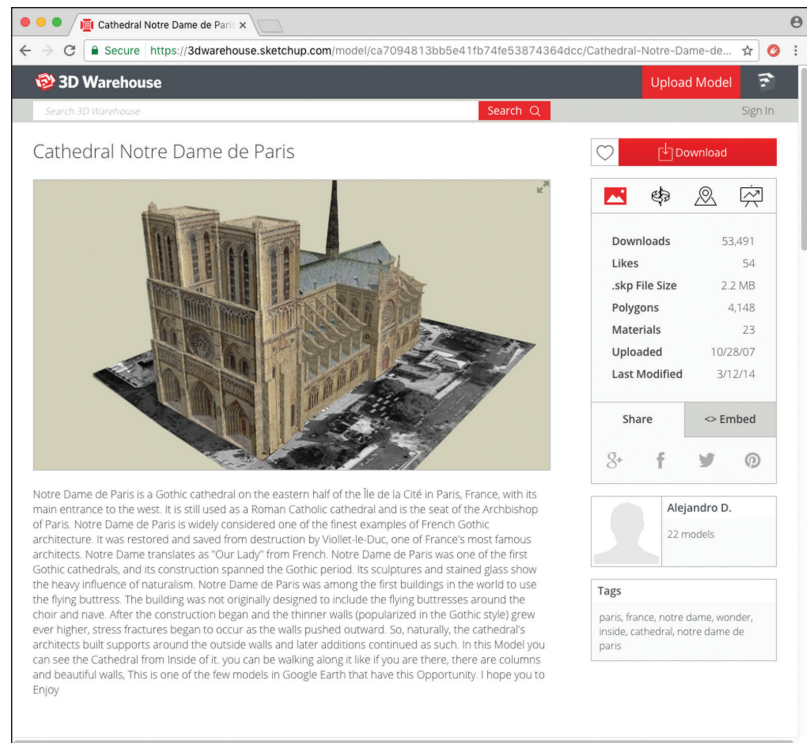 Cathedral Notre Dame de Paris
Secure https://3dwarehouse.sketchup.com/model/ca7094813bb5e41fb74fe53874364dcc/Cathedral-Notre-Dame-de...
3D Warehouse
Upload Model
Search 3D Warehouse
Search
Sign In
Cathedral Notre Dame de Paris
Download
Downloads 53,491
Likes 54
.skp File Size 2.2 MB
Polygons 4,148
Materials 23
Uploaded 10/28/07
Last Modified 3/12/14
Share
<> Embed
Notre Dame de Paris is a Gothic cathedral on the eastern half of the Île de la Cité in Paris, France, with its
main entrance to the west. It is still used as a Roman Catholic cathedral and is the seat of the Archbishop
of Paris. Notre Dame de Paris is widely considered one of the finest examples of French Gothic
architecture. It was restored and saved from destruction by Viollet-le-Duc, one of France's most famous
architects. Notre Dame translates as "Our Lady" from French. Notre Dame de Paris was one of the first
Gothic cathedrals, and its construction spanned the Gothic period. Its sculptures and stained glass show
the heavy influence of naturalism. Notre Dame de Paris was among the first buildings in the world to use
the flying buttress. The building was not originally designed to include the flying buttresses around the
choir and nave. After the construction began and the thinner walls (popularized in the Gothic style) grew
ever higher, stress fractures began to occur as the walls pushed outward. So, naturally, the cathedral's
architects built supports around the outside walls and later additions continued as such. In this Model you
can see the Cathedral from Inside of it. you can be walking along it like if you are there, there are columns
and beautiful walls, This is one of the few models in Google Earth that have this Opportunity. I hope you to
Enjoy
Alejandro D.
22 models
Tags
paris, france, notre dame, wonder,
inside, cathedral, notre dame de
paris